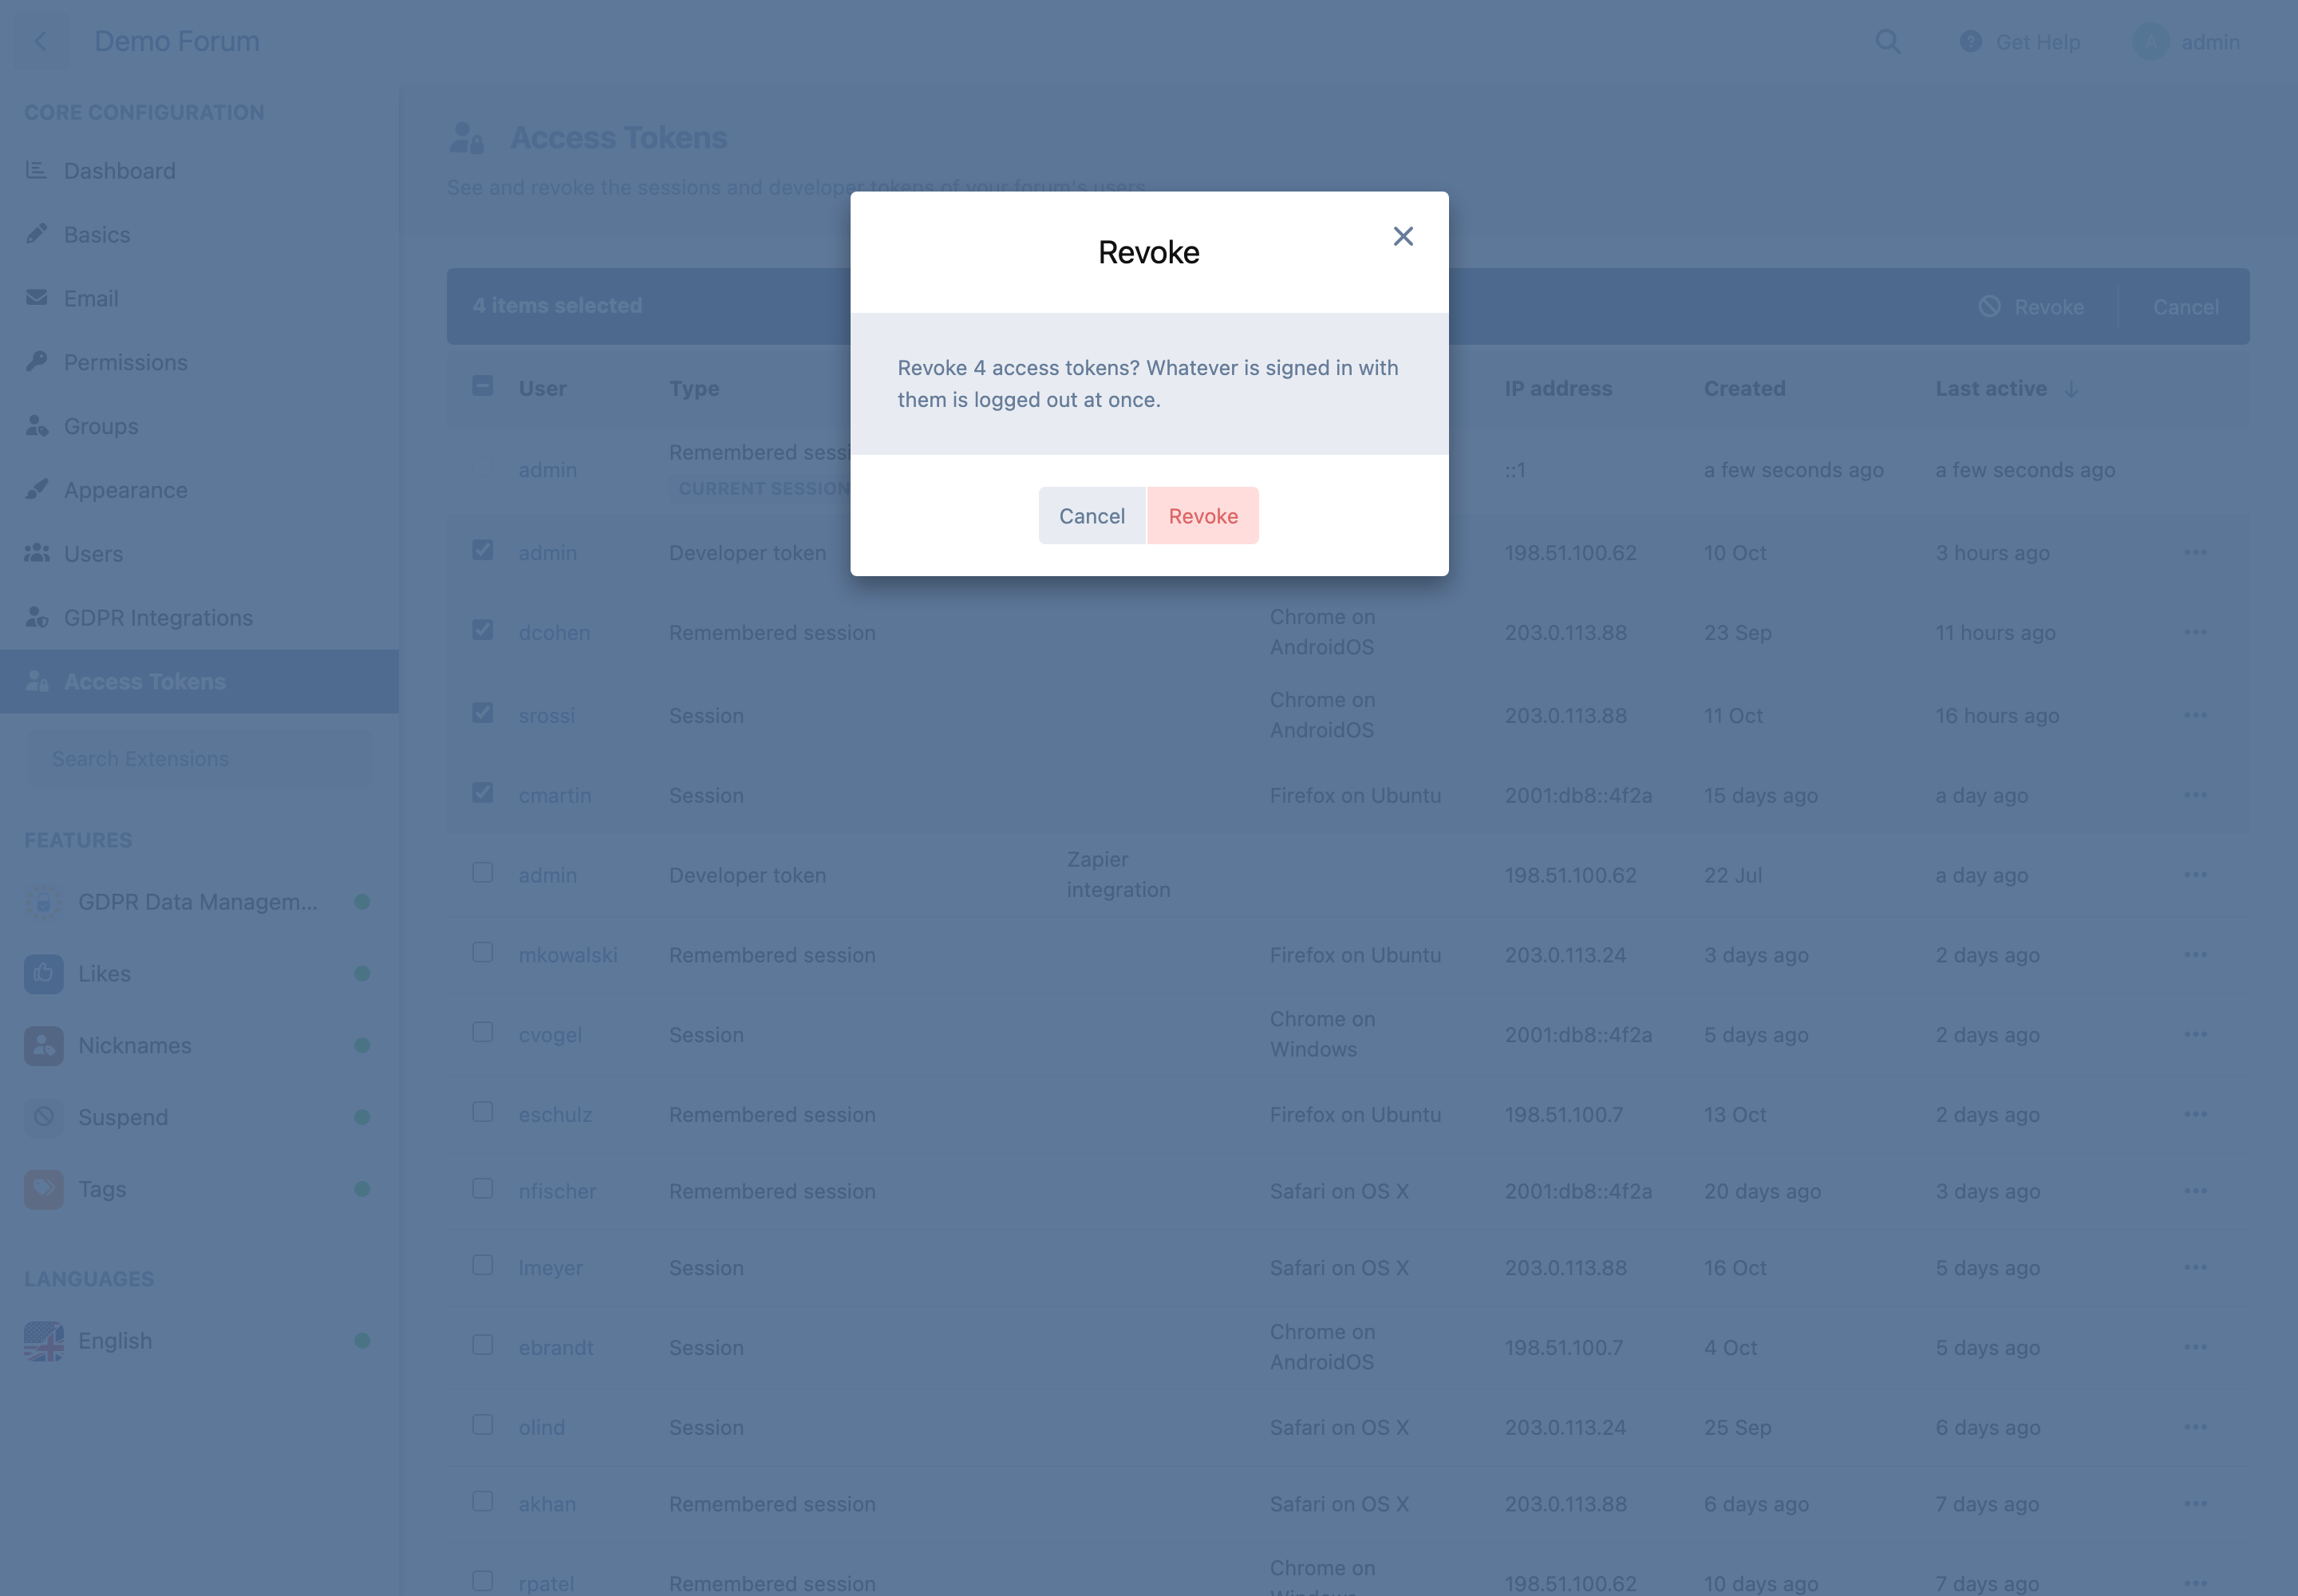 Demo Forum
Get Help
A
admin
CORE CONFIGURATION
Dashboard
Basics
Email
Permissions
Groups
Appearance
Users
GDPR Integrations
Access Tokens
Search Extensions
FEATURES
GDPR Data Managem...
Likes
Nicknames
Suspend
Tags
LANGUAGES
English
Access Tokens
See and revoke the sessions and developer tokens of your forum's users.
4 items selected
Revoke
Cancel
User Type IP address Created Last active
admin Remembered sessi ::1 a few seconds ago a few seconds ago
CURRENT SESSION
admin Developer token 198.51.100.62 10 Oct 3 hours ago
dcohen Remembered session Chrome on AndroidOS 203.0.113.88 23 Sep 11 hours ago
srossi Session Chrome on AndroidOS 203.0.113.88 11 Oct 16 hours ago
cmartin Session Firefox on Ubuntu 2001:db8::4f2a 15 days ago a day ago
admin Developer token Zapier integration 198.51.100.62 22 Jul a day ago
mkowalski Remembered session Firefox on Ubuntu 203.0.113.24 3 days ago 2 days ago
cvogel Session Chrome on Windows 2001:db8::4f2a 5 days ago 2 days ago
eschulz Remembered session Firefox on Ubuntu 198.51.100.7 13 Oct 2 days ago
nfischer Remembered session Safari on OS X 2001:db8::4f2a 20 days ago 3 days ago
lmeyer Session Safari on OS X 203.0.113.88 16 Oct 5 days ago
ebrandt Session Chrome on AndroidOS 198.51.100.7 4 Oct 5 days ago
olind Session Safari on OS X 203.0.113.24 25 Sep 6 days ago
akhan Remembered session Safari on OS X 203.0.113.88 6 days ago 7 days ago
rpatel Remembered session Chrome on 198.51.100.62 10 days ago 7 days ago
Revoke
Revoke 4 access tokens? Whatever is signed in with
them is logged out at once.
Cancel
Revoke